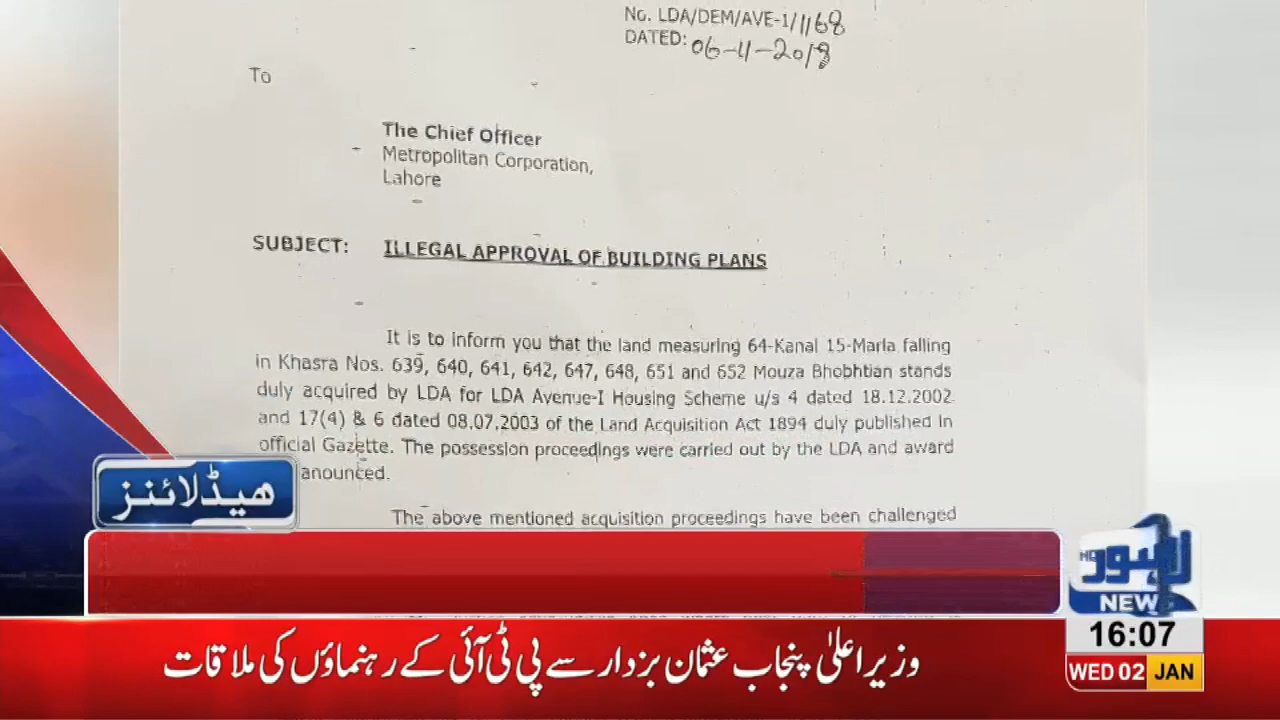 No. LDA/DEM/AVE-1/1168
DATED: 06-11-2018
To
The Chief Officer
Metropolitan Corporation,
Lahore
SUBJECT: ILLEGAL APPROVAL OF BUILDING PLANS
It is to inform you that the land measuring 64-Kanal 15-Marla falling
in Khasra Nos. 639, 640, 641, 642, 647, 648, 651 and 652 Mouza Bhobhtian stands
duly acquired by LDA for LDA Avenue-I Housing Scheme u/s 4 dated 18.12.2002
and 17(4) & 6 dated 08.07.2003 of the Land Acquisition Act 1894 duly published in
official Gazette. The possession proceedings were carried out by the LDA and award
anounced.
The above mentioned acquisition proceedings have been challenged
ھیڈلائنز
لاہور
HD
NEW
16:07
WED 02 JAN
وزیراعلیٰ پنجاب عثمان بزدار سے پی ٹی آئی کے رہنماؤں کی ملاقات